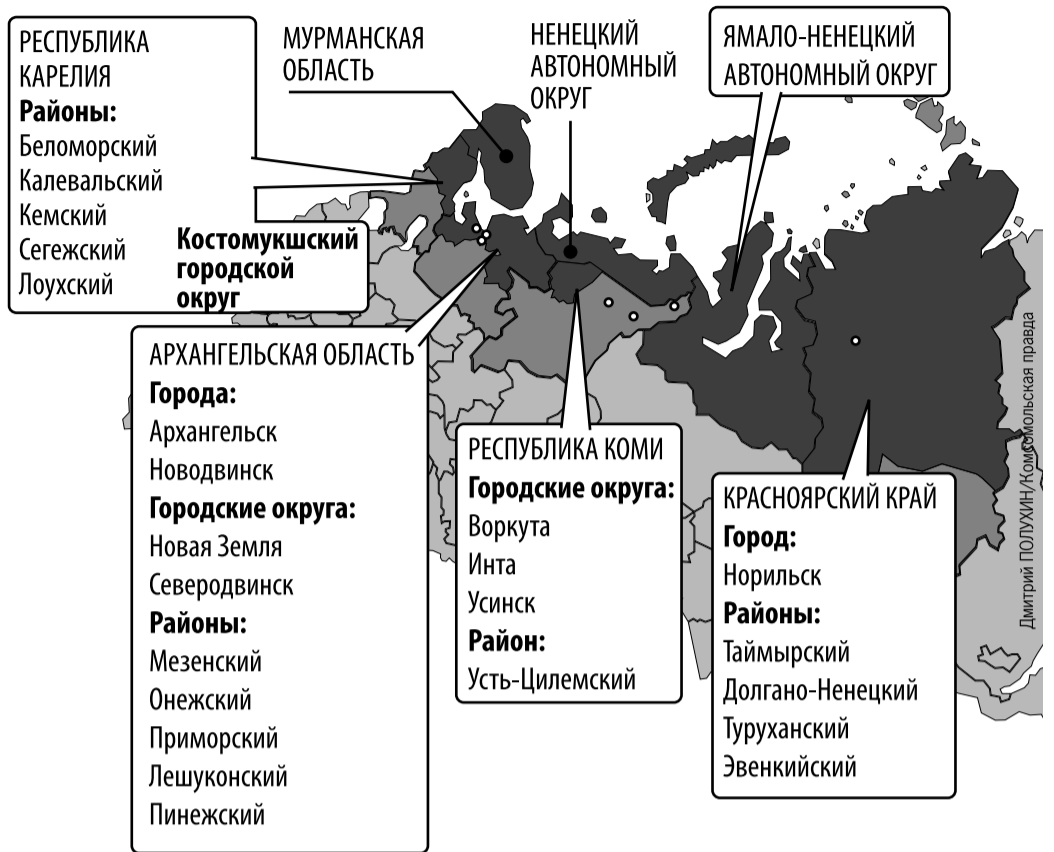 РЕСПУБЛИКА
КАРЕЛИЯ
Районы:
Беломорский
Калевальский
Кемский
Сегежский
Лоухский
Костомукшский
городской
округ
МУРМАНСКАЯ
ОБЛАСТЬ
НЕНЕЦКИЙ
АВТОНОМНЫЙ
ОКРУГ
ЯМАЛО-НЕНЕЦКИЙ
АВТОНОМНЫЙ ОКРУГ
АРХАНГЕЛЬСКАЯ ОБЛАСТЬ
Города:
Архангельск
Новодвинск
Городские округа:
Новая Земля
Северодвинск
Районы:
Мезенский
Онежский
Приморский
Лешуконский
Пинежский
РЕСПУБЛИКА КОМИ
Городские округа:
Воркута
Инта
Усинск
Район:
Усть-Цилемский
КРАСНОЯРСКИЙ КРАЙ
Город:
Норильск
Районы:
Таймырский
Долгано-Ненецкий
Туруханский
Эвенкийский
Дмитрий ПОЛУХИН/Комсомольская правда